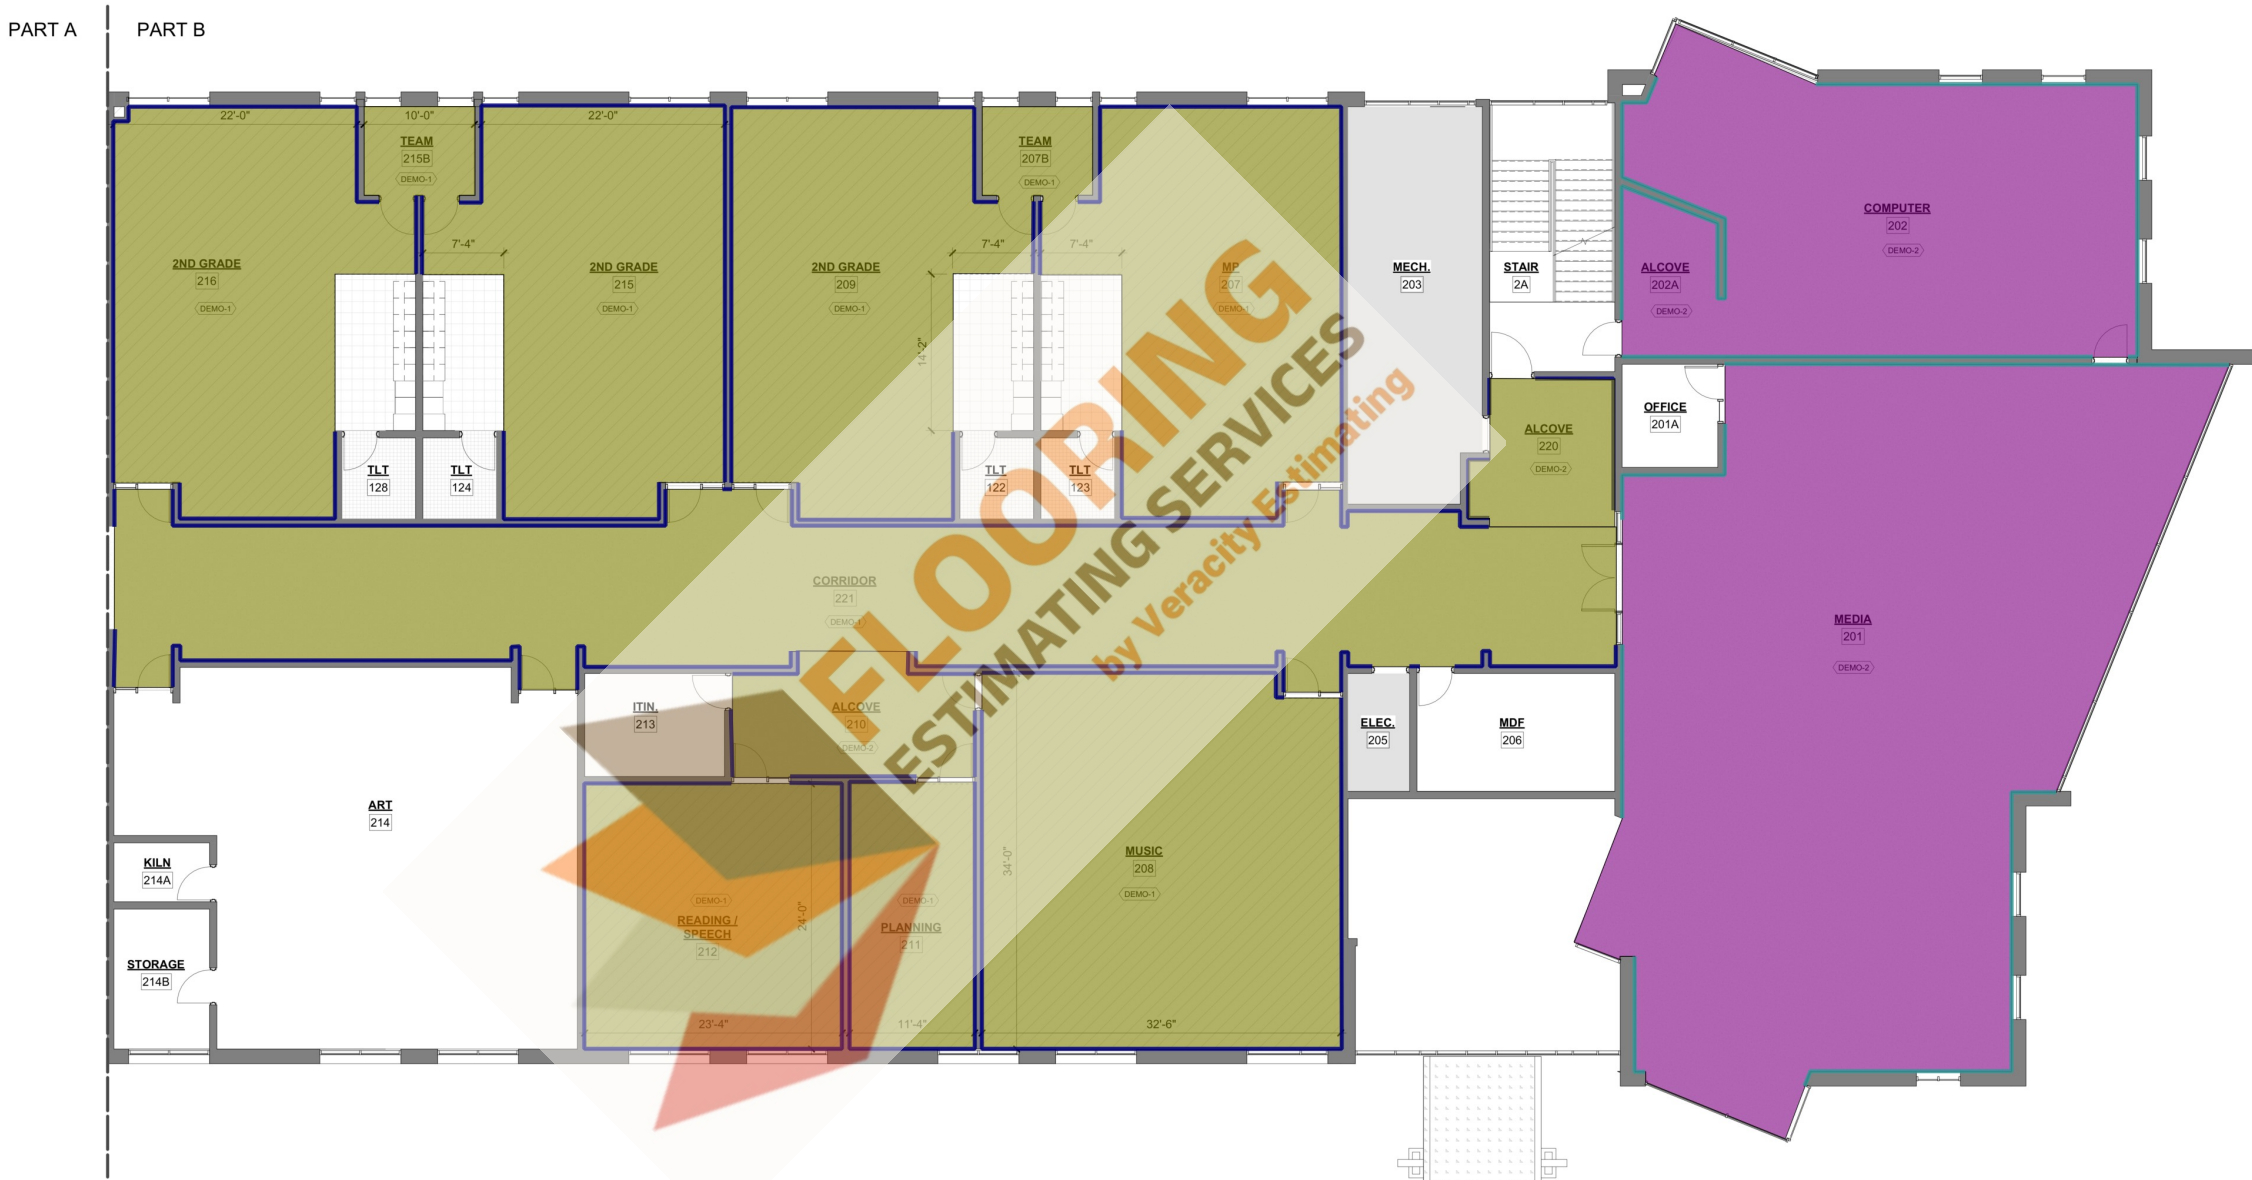 PART A
PART B
22'-0"
10'-0"
22'-0"
TEAM
215B
DEMO-1
TEAM
207B
DEMO-1
7'-4"
7'-4"
7'-4"
2ND GRADE
216
DEMO-1
2ND GRADE
215
DEMO-1
2ND GRADE
209
DEMO-1
MP
207
DEMO-1
MECH.
203
STAIR
2A
COMPUTER
202
DEMO-2
ALCOVE
202A
DEMO-2
14'-2"
OFFICE
201A
ALCOVE
220
DEMO-2
TLT
128
TLT
124
TLT
122
TLT
123
CORRIDOR
221
DEMO-1
MEDIA
201
DEMO-2
ITIN.
213
ALCOVE
210
DEMO-2
ELEC.
205
MDF
206
ART
214
KILN
214A
STORAGE
214B
DEMO-1
READING /
SPEECH
212
24'-0"
DEMO-1
PLANNING
211
34'-0"
MUSIC
208
DEMO-1
23'-4"
11'-4"
32'-6"
FLOORING
ESTIMATING SERVICES
by Veracity Estimating